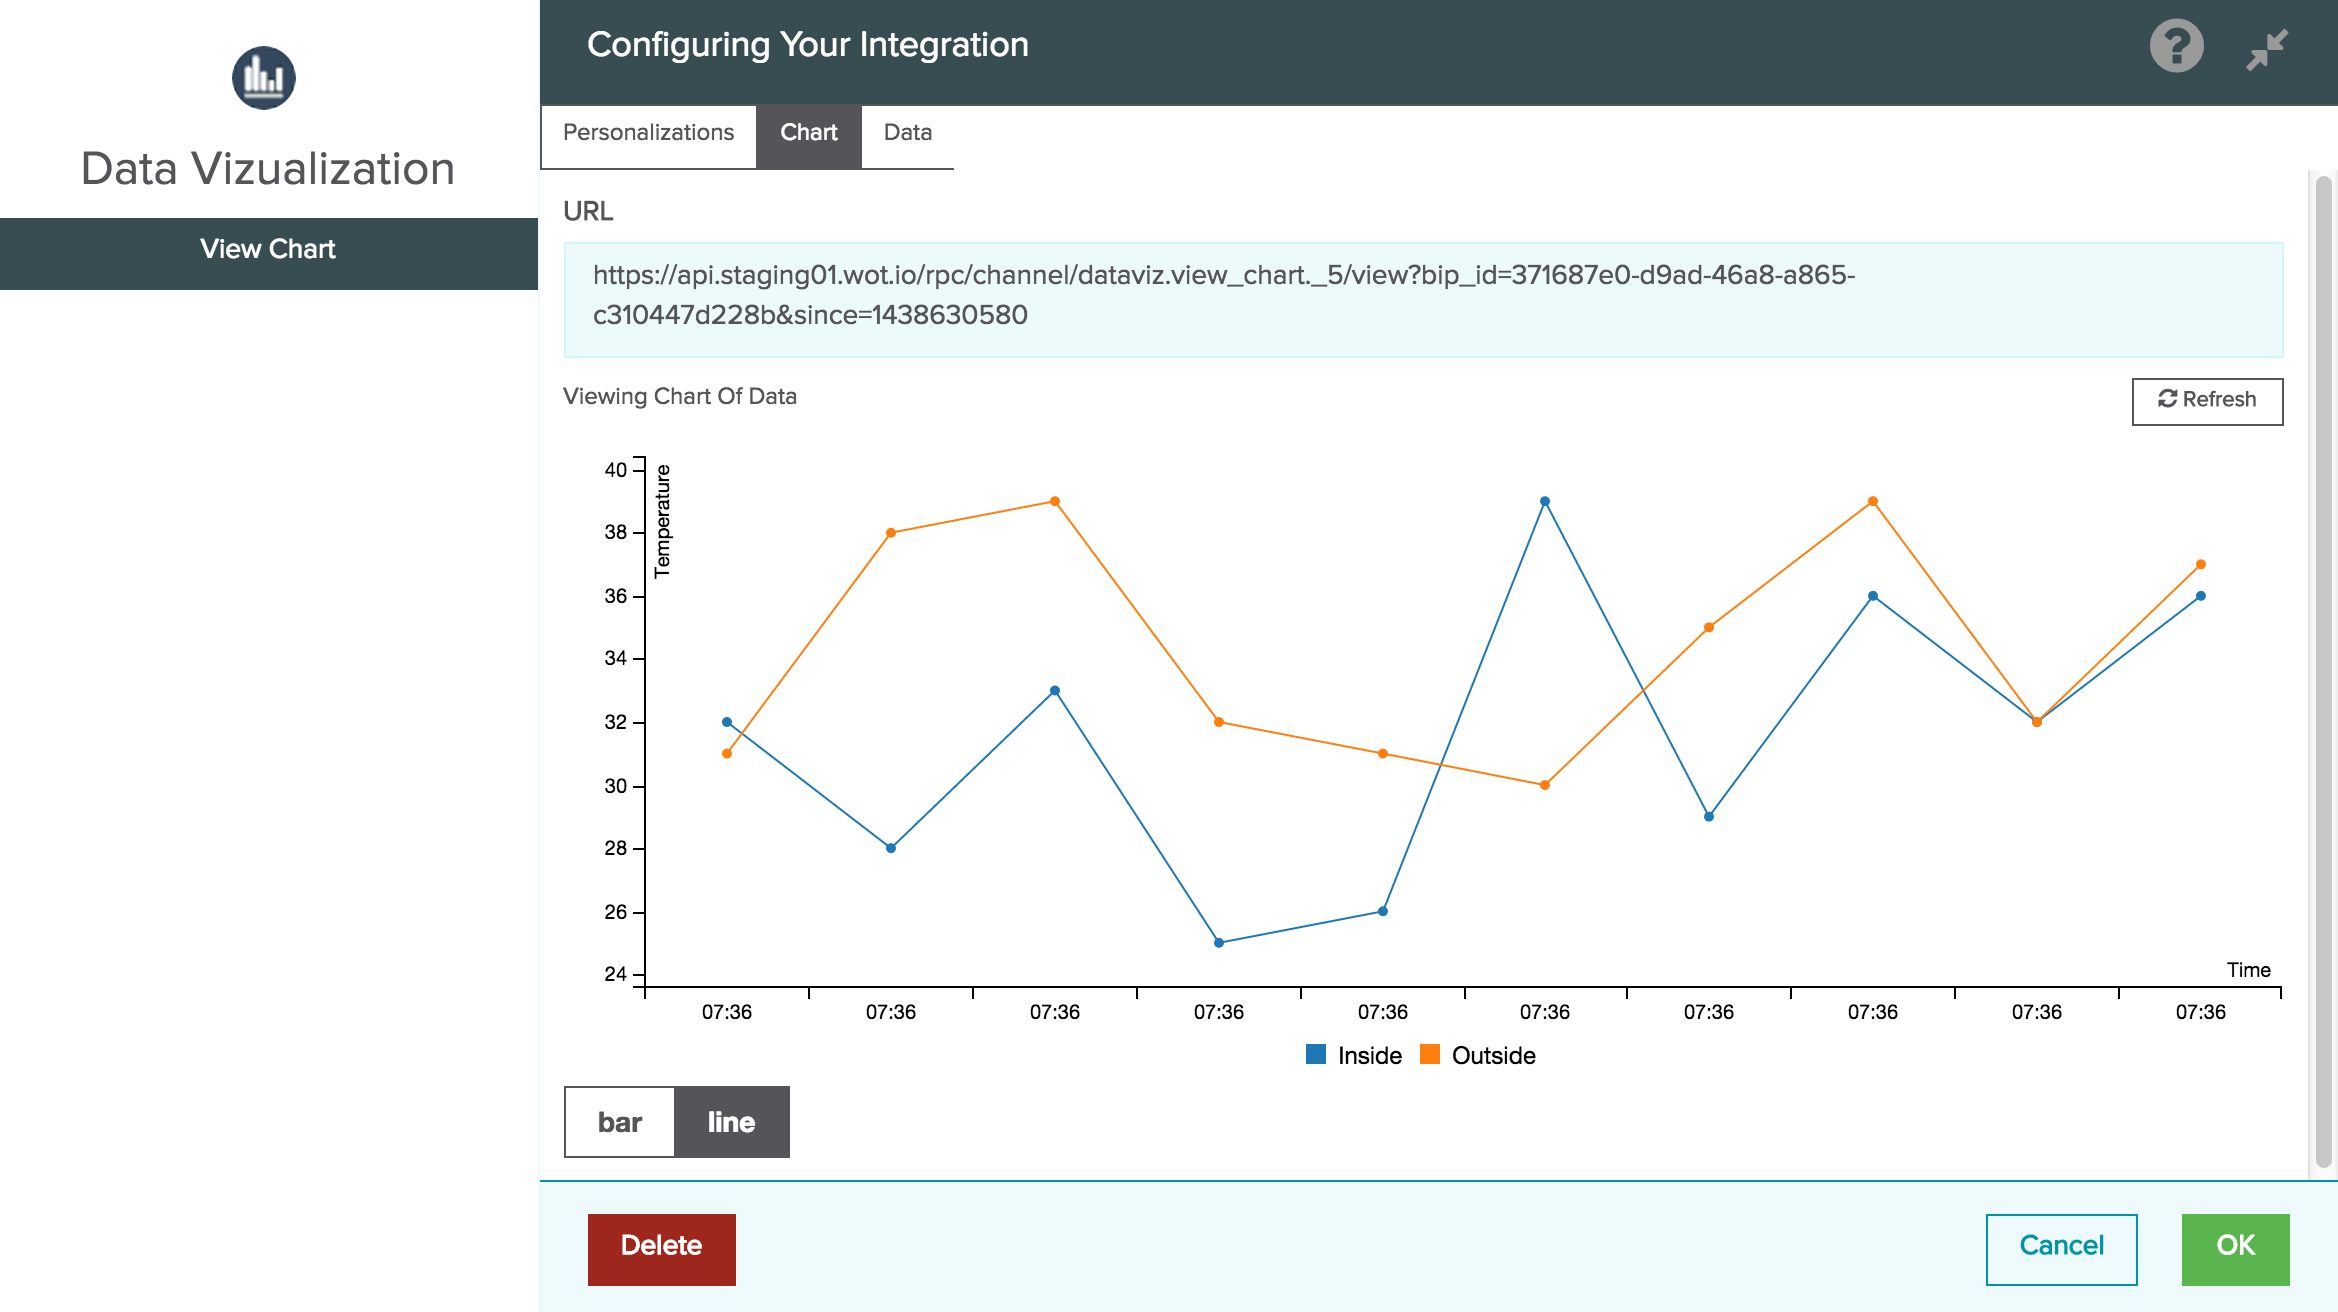 Data Vizualization
View Chart
Configuring Your Integration
?
Personalizations Chart Data
URL
https://api.staging01.wot.io/rpc/channel/dataviz.view_chart._5/view?bip_id=371687e0-d9ad-46a8-a865-
c310447d228b&since=1438630580
Viewing Chart Of Data
Refresh
Temperature
40
38
36
34
32
30
28
26
24
Time
07:36 07:36 07:36 07:36 07:36 07:36 07:36 07:36 07:36 07:36
Inside Outside
bar line
Delete Cancel OK